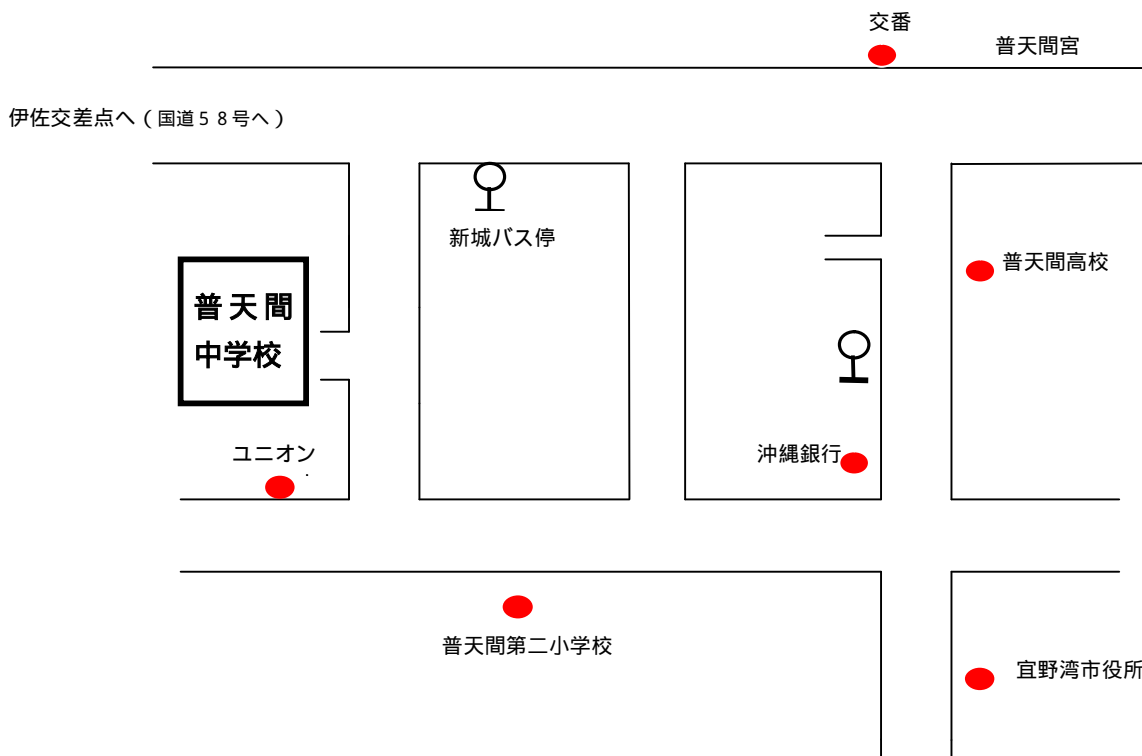 交番
普天間宮
伊佐交差点へ(国道58号へ)
新城バス停
普天間高校
普天間
中学校
ユニオン
沖縄銀行
普天間第二小学校
宜野湾市役所